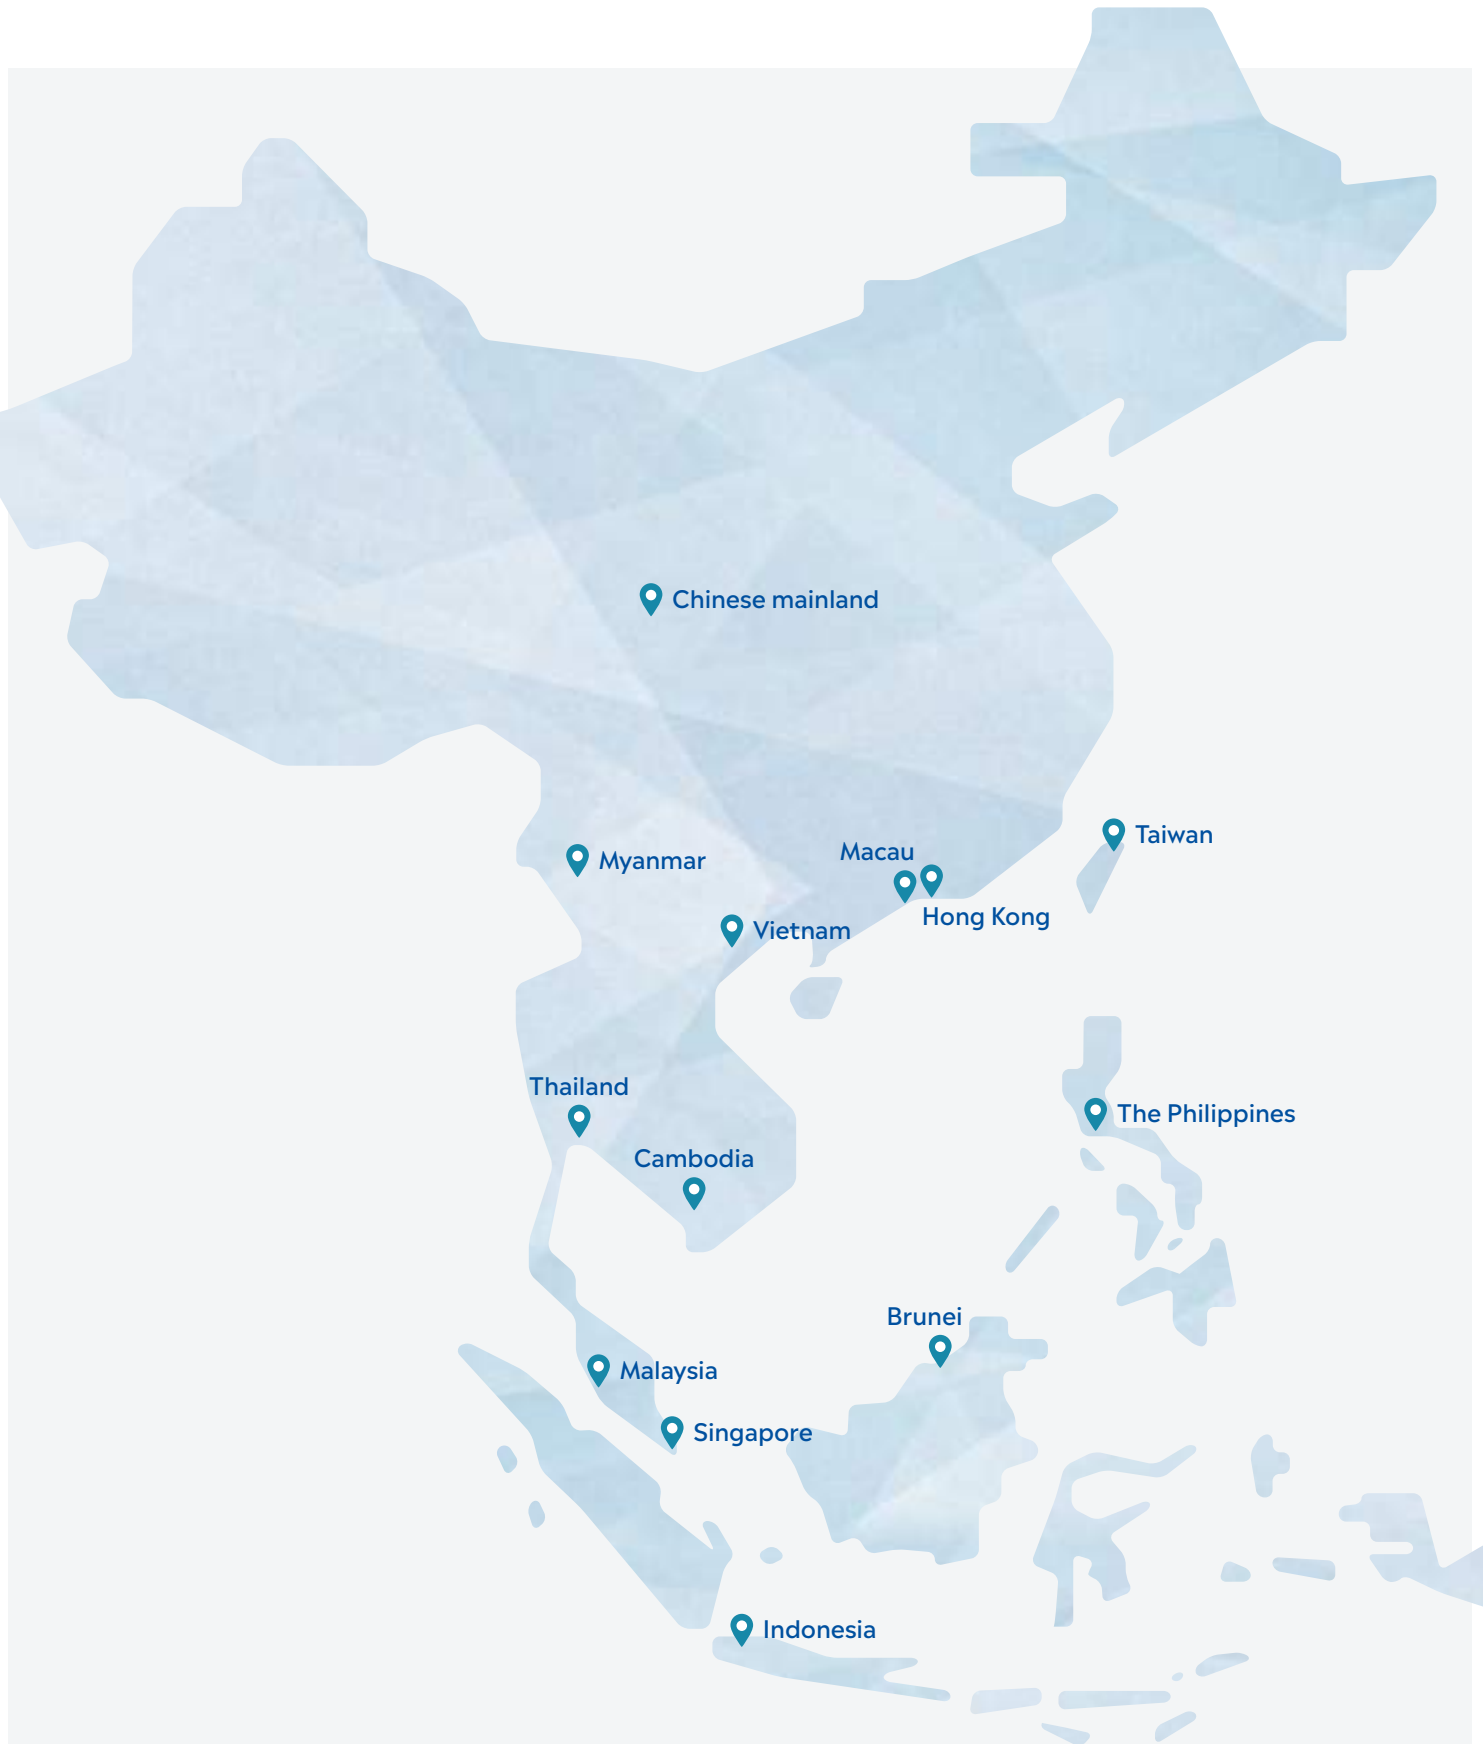 Chinese mainland
Taiwan
Macau
Myanmar
Hong Kong
Vietnam
Thailand
The Philippines
Cambodia
Brunei
Malaysia
Singapore
Indonesia